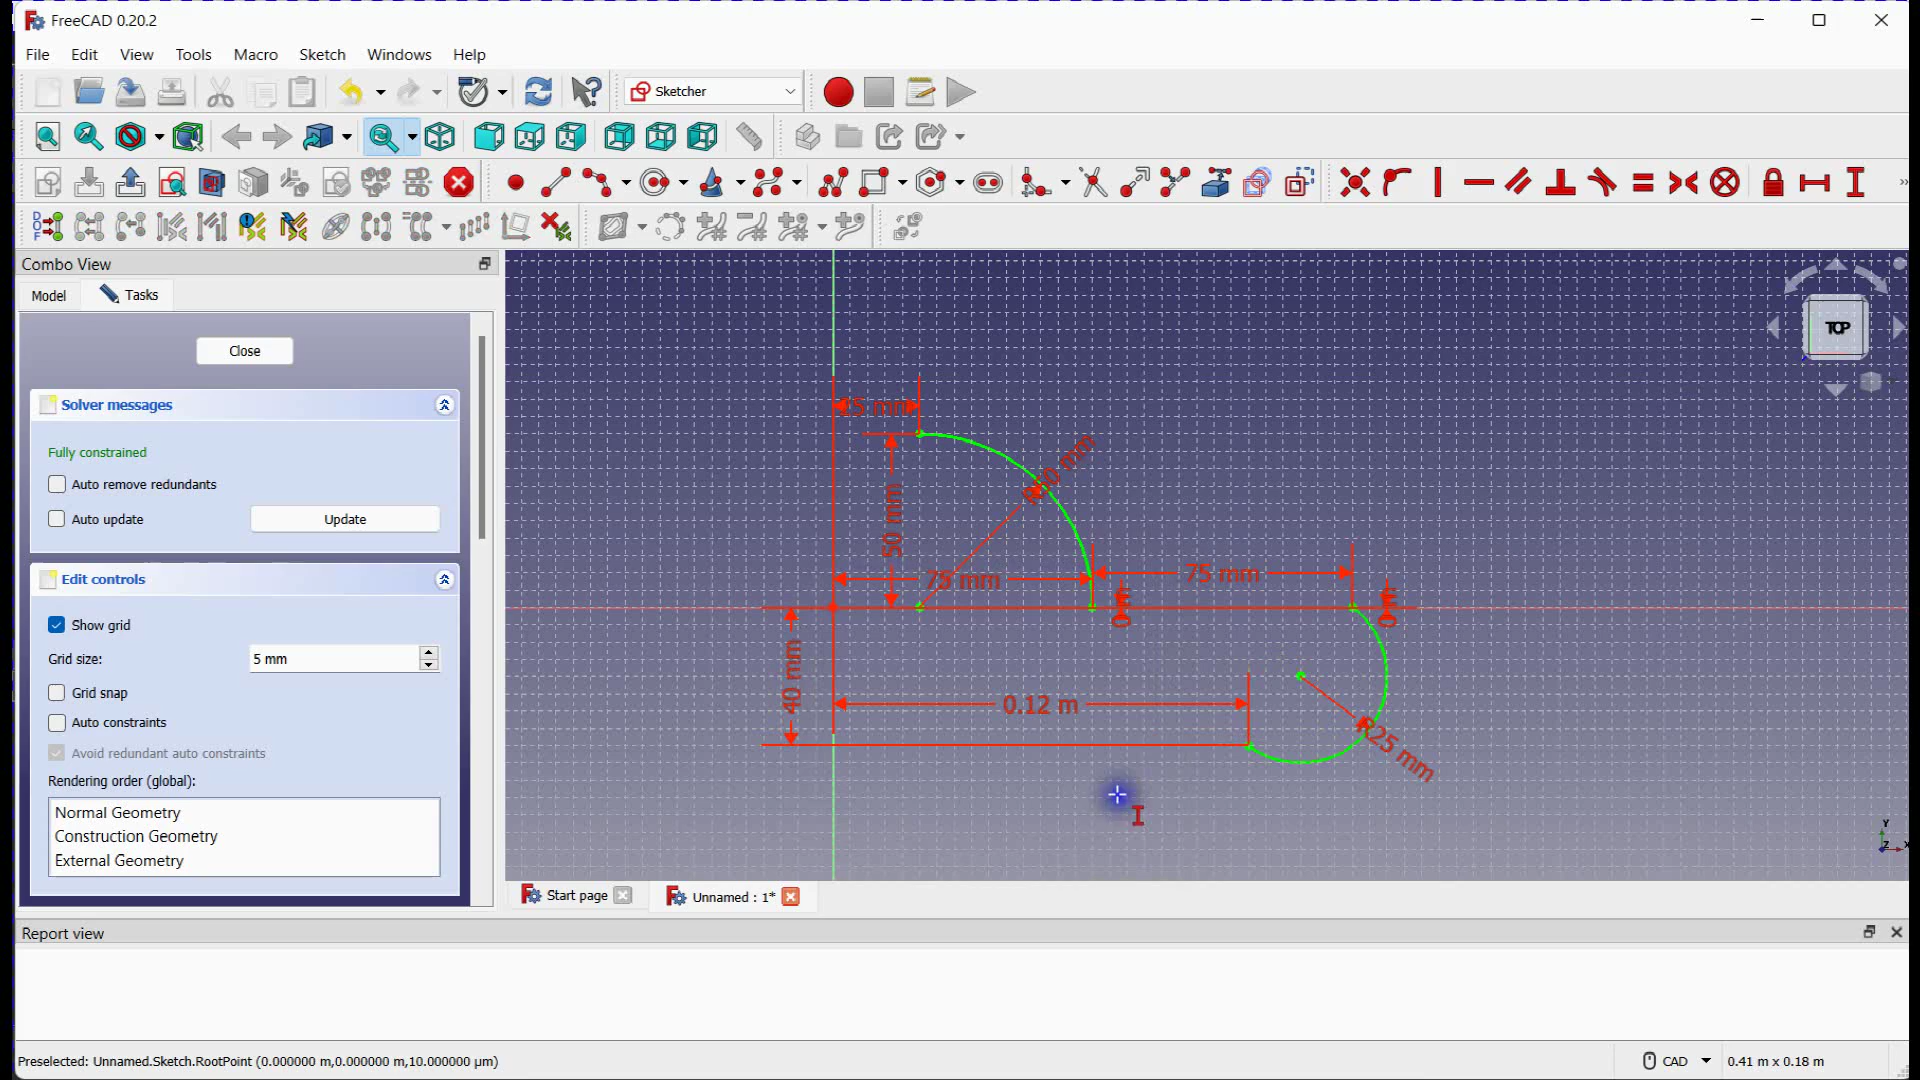 FreeCAD 0.20.2
File Edit View Tools Macro Sketch Windows Help
Sketcher
Combo View
Model Tasks
Close
Solver messages
Fully constrained
Auto remove redundants
Auto update Update
Edit controls
Show grid
Grid size: 5 mm
Grid snap
Auto constraints
Avoid redundant auto constraints
Rendering order (global):
Normal Geometry
Construction Geometry
External Geometry
TOP
mm
mm
50 mm
75 mm
75 mm
40 mm
0.12 m
R25 mm
Y
Z
X
Start page Unnamed : 1*
Report view
Preselected: Unnamed.Sketch.RootPoint (0.000000 m,0.000000 m,10.000000 µm)
CAD 0.41 m x 0.18 m